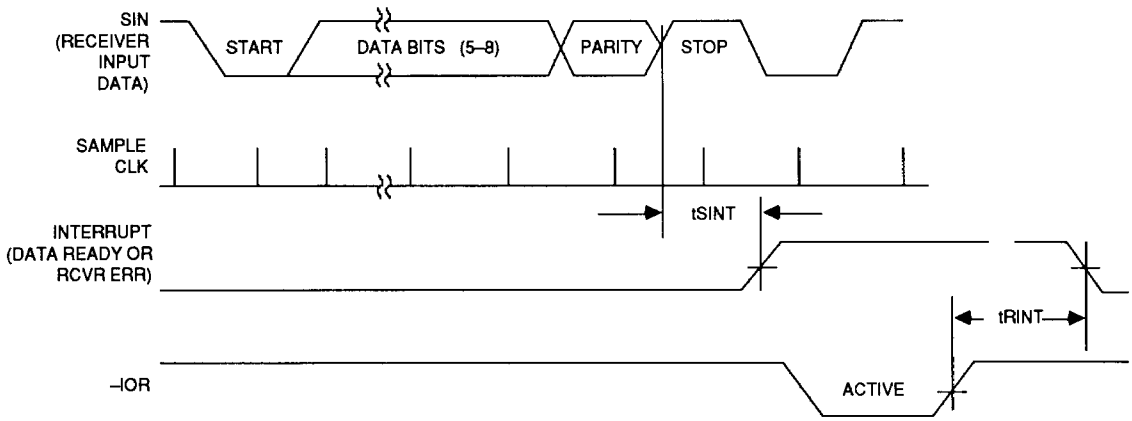 SIN
(RECEIVER
INPUT
DATA)
START
DATA BITS (5–8)
PARITY
STOP
SAMPLE
CLK
tSINT
INTERRUPT
(DATA READY OR
RCVR ERR)
tRINT
–IOR
ACTIVE